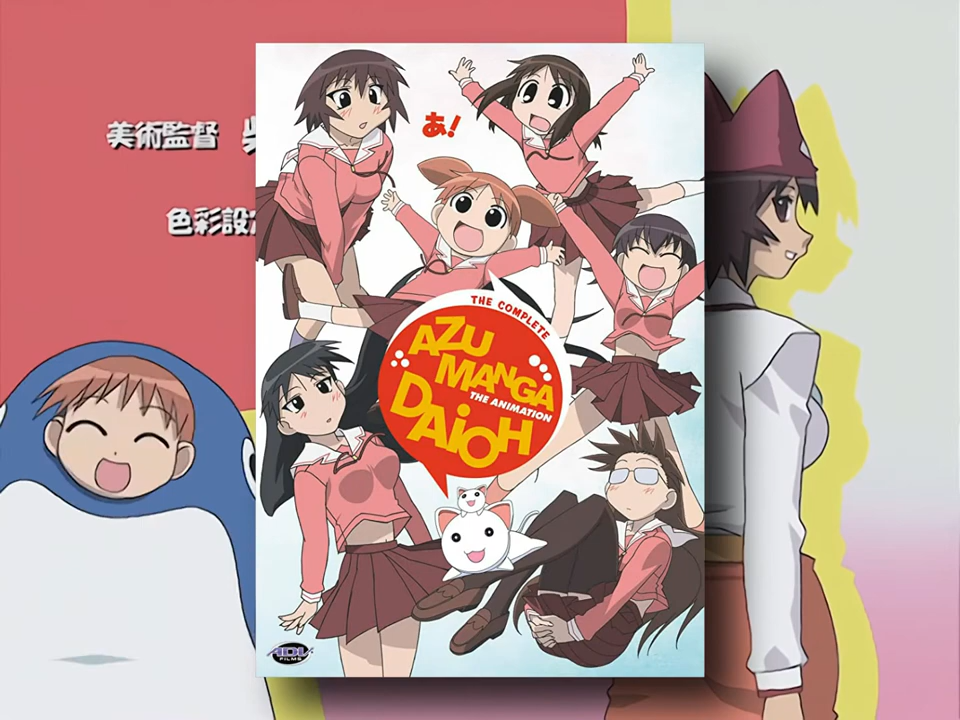 美術監督
色彩設
あ!
THE COMPLETE
AZU
MANGA
THE ANIMATION
DAiOH
ADV
FILMS